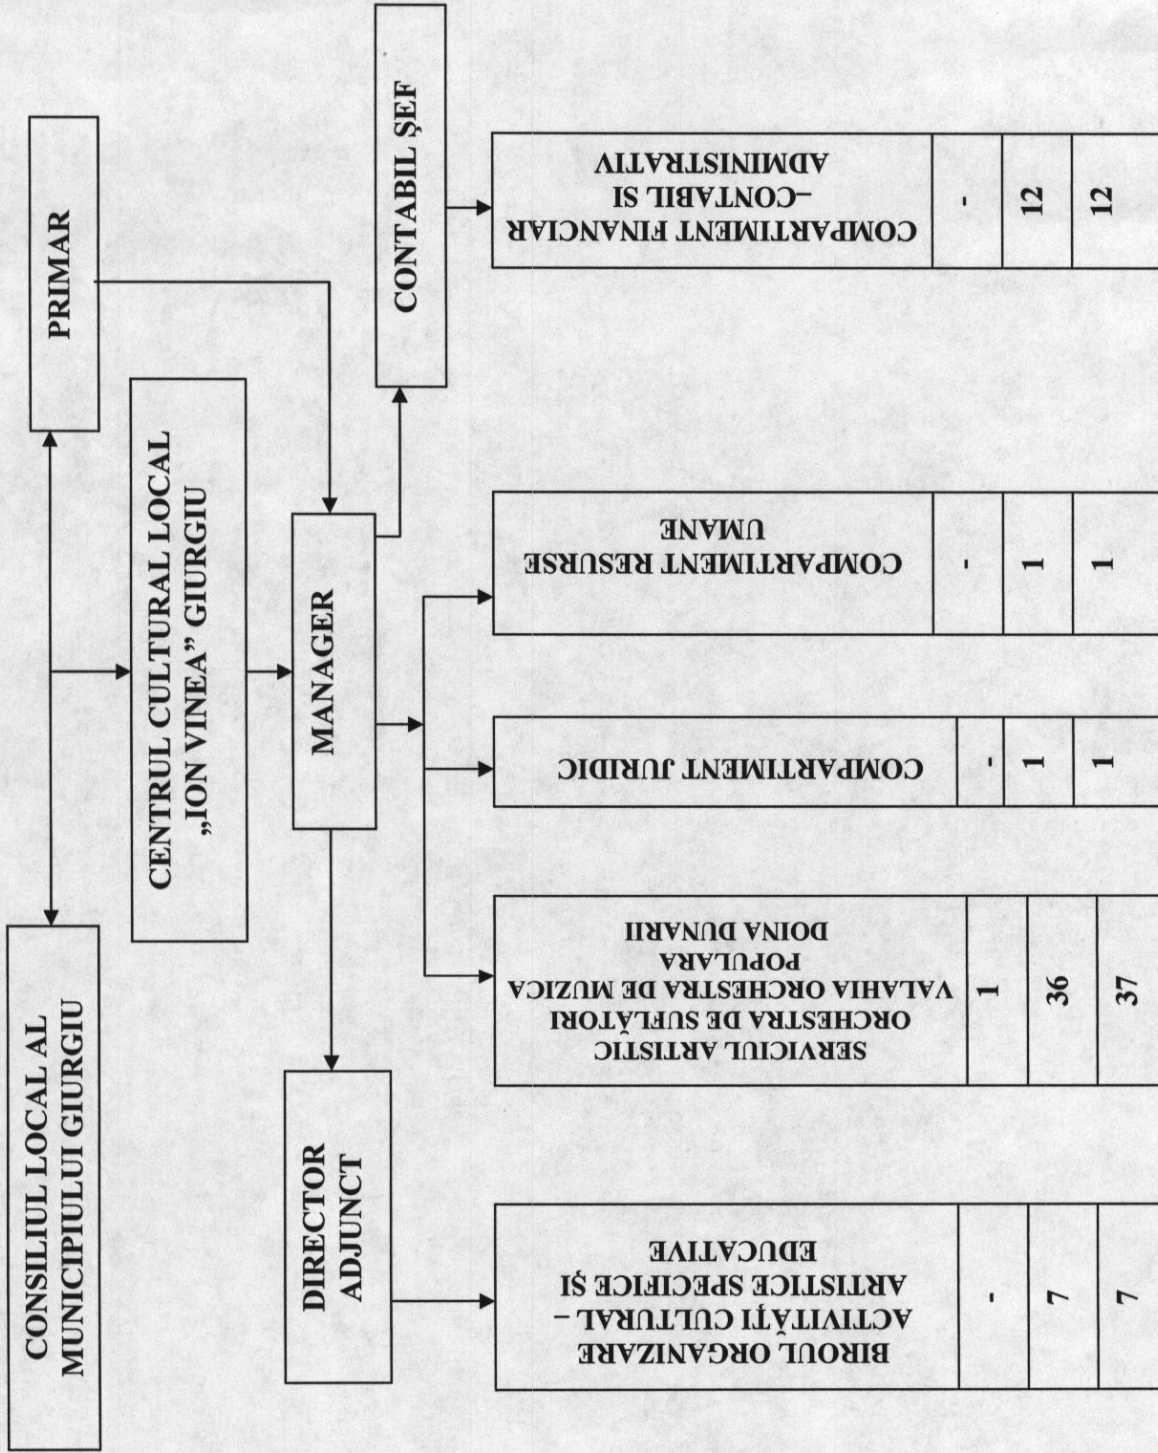 CONSILIUL LOCAL AL
MUNICIPIULUI GIURGIU
PRIMAR
CENTRUL CULTURAL LOCAL
„ION VINEA” GIURGIU
MANAGER
DIRECTOR
ADJUNCT
CONTABIL ŞEF
BIROUL ORGANIZARE
ACTIVITĂŢI CULTURAL –
ARTISTICE SPECIFICE ŞI
EDUCATIVE
-
7
7
SERVICIUL ARTISTIC
ORCHESTRA DE SUFLĂTORI
VALAHIA ORCHESTRA DE MUZICA
POPULARA
DOINA DUNARII
1
36
37
COMPARTIMENT JURIDIC
-
1
1
COMPARTIMENT RESURSE
UMANE
-
1
1
COMPARTIMENT FINANCIAR
–CONTABIL SI
ADMINISTRATIV
-
12
12